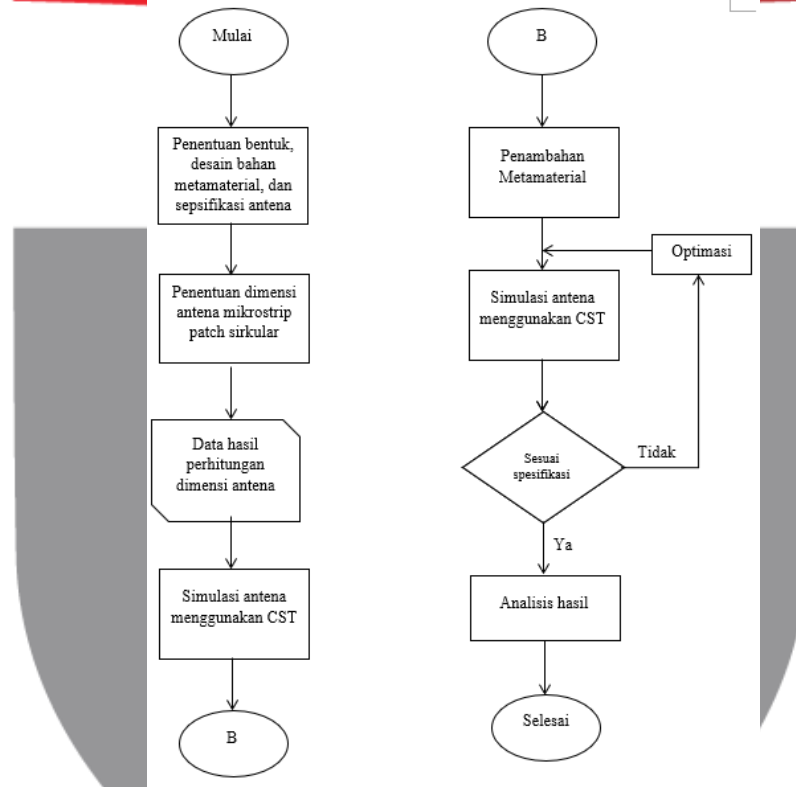 Mulai
Penentuan bentuk,
desain bahan
metamaterial, dan
sepsifikasi antena
Penentuan dimensi
antena mikrostrip
patch sirkular
Data hasil
perhitungan
dimensi antena
Simulasi antena
menggunakan CST
B
B
Penambahan
Metamaterial
Optimasi
Simulasi antena
menggunakan CST
Sesuai
spesifikasi
Tidak
Ya
Analisis hasil
Selesai